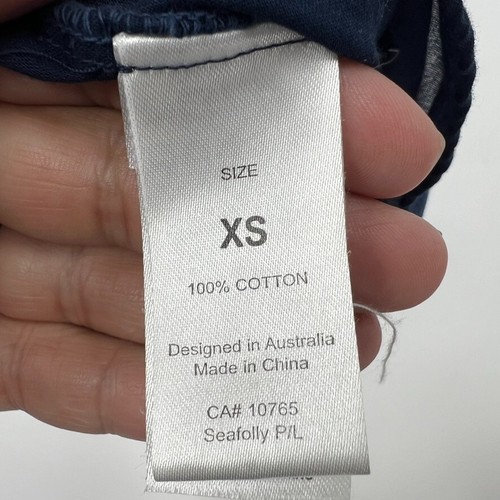 SIZE
XS
100% COTTON
Designed in Australia
Made in China
CA# 10765
Seafolly P/L